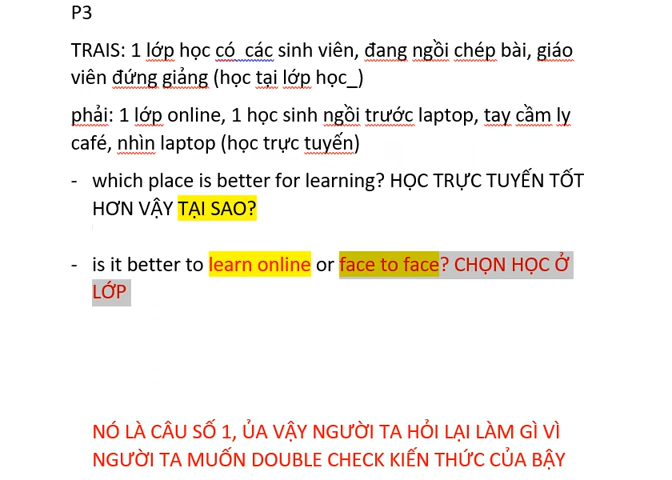 P3
TRAIS: 1 lớp học có các sinh viên, đang ngồi chép bài, giáo
viên đứng giảng (học tại lớp học_)
phải: 1 lớp online, 1 học sinh ngồi trước laptop, tay cầm ly
café, nhìn laptop (học trực tuyến)
- which place is better for learning? HỌC TRỰC TUYẾN TỐT
HƠN VẬY TẠI SAO?
- is it better to learn online or face to face? CHỌN HỌC Ở
LỚP
NÓ LÀ CÂU SỐ 1, ỦA VẬY NGƯỜI TA HỎI LẠI LÀM GÌ VÌ
NGƯỜI TA MUỐN DOUBLE CHECK KIẾN THỨC CỦA BẬY